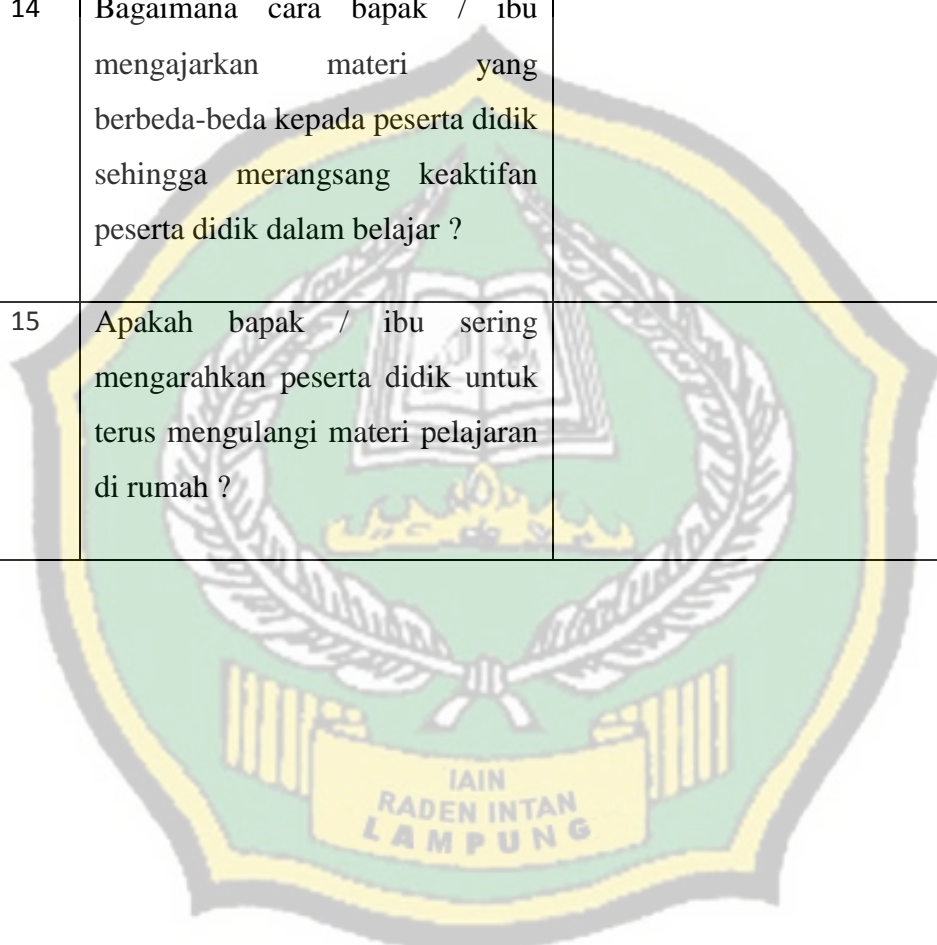 14 Bagaimana cara bapak / ibu
mengajarkan materi yang
berbeda-beda kepada peserta didik
sehingga merangsang keaktifan
peserta didik dalam belajar ?
15 Apakah bapak / ibu sering
mengarahkan peserta didik untuk
terus mengulangi materi pelajaran
di rumah ?
IAIN
RADEN INTAN
LAMPUNG